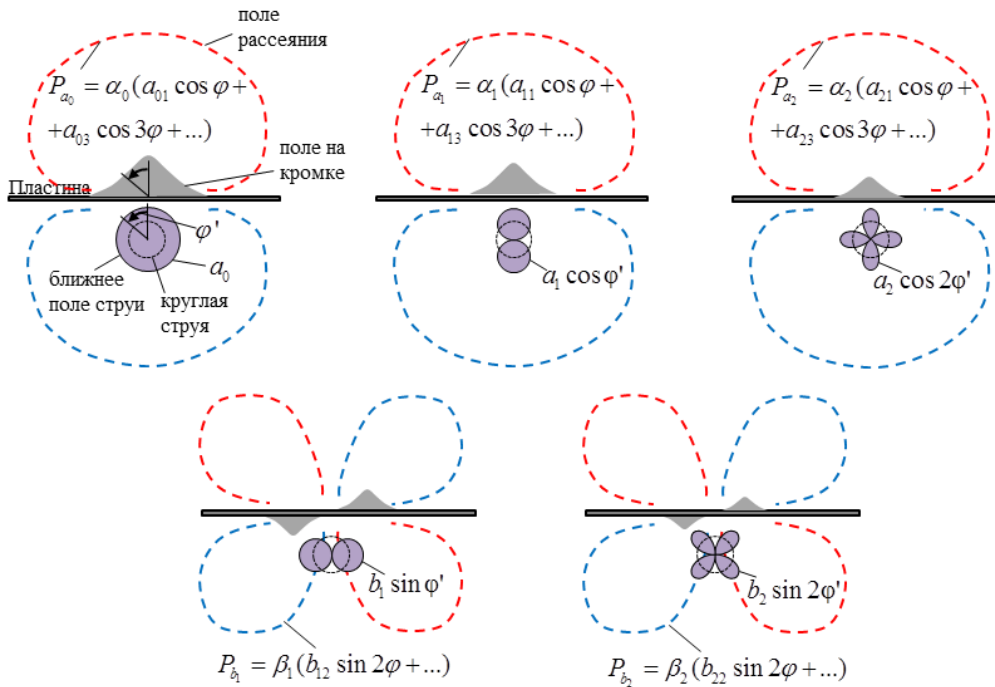 поле
рассеяния
P_{a_0} = α_0(a_{01} cos φ +
+a_{03} cos 3φ + ...)
поле на
кромке
Пластина
φ'
a_0
ближнее
поле струи
круглая
струя
P_{a_1} = α_1(a_{11} cos φ +
+a_{13} cos 3φ + ...)
a_1 cos φ'
P_{a_2} = α_2(a_{21} cos φ +
+a_{23} cos 3φ + ...)
a_2 cos 2φ'
b_1 sin φ'
P_{b_1} = β_1(b_{12} sin 2φ + ...)
b_2 sin 2φ'
P_{b_2} = β_2(b_{22} sin 2φ + ...)